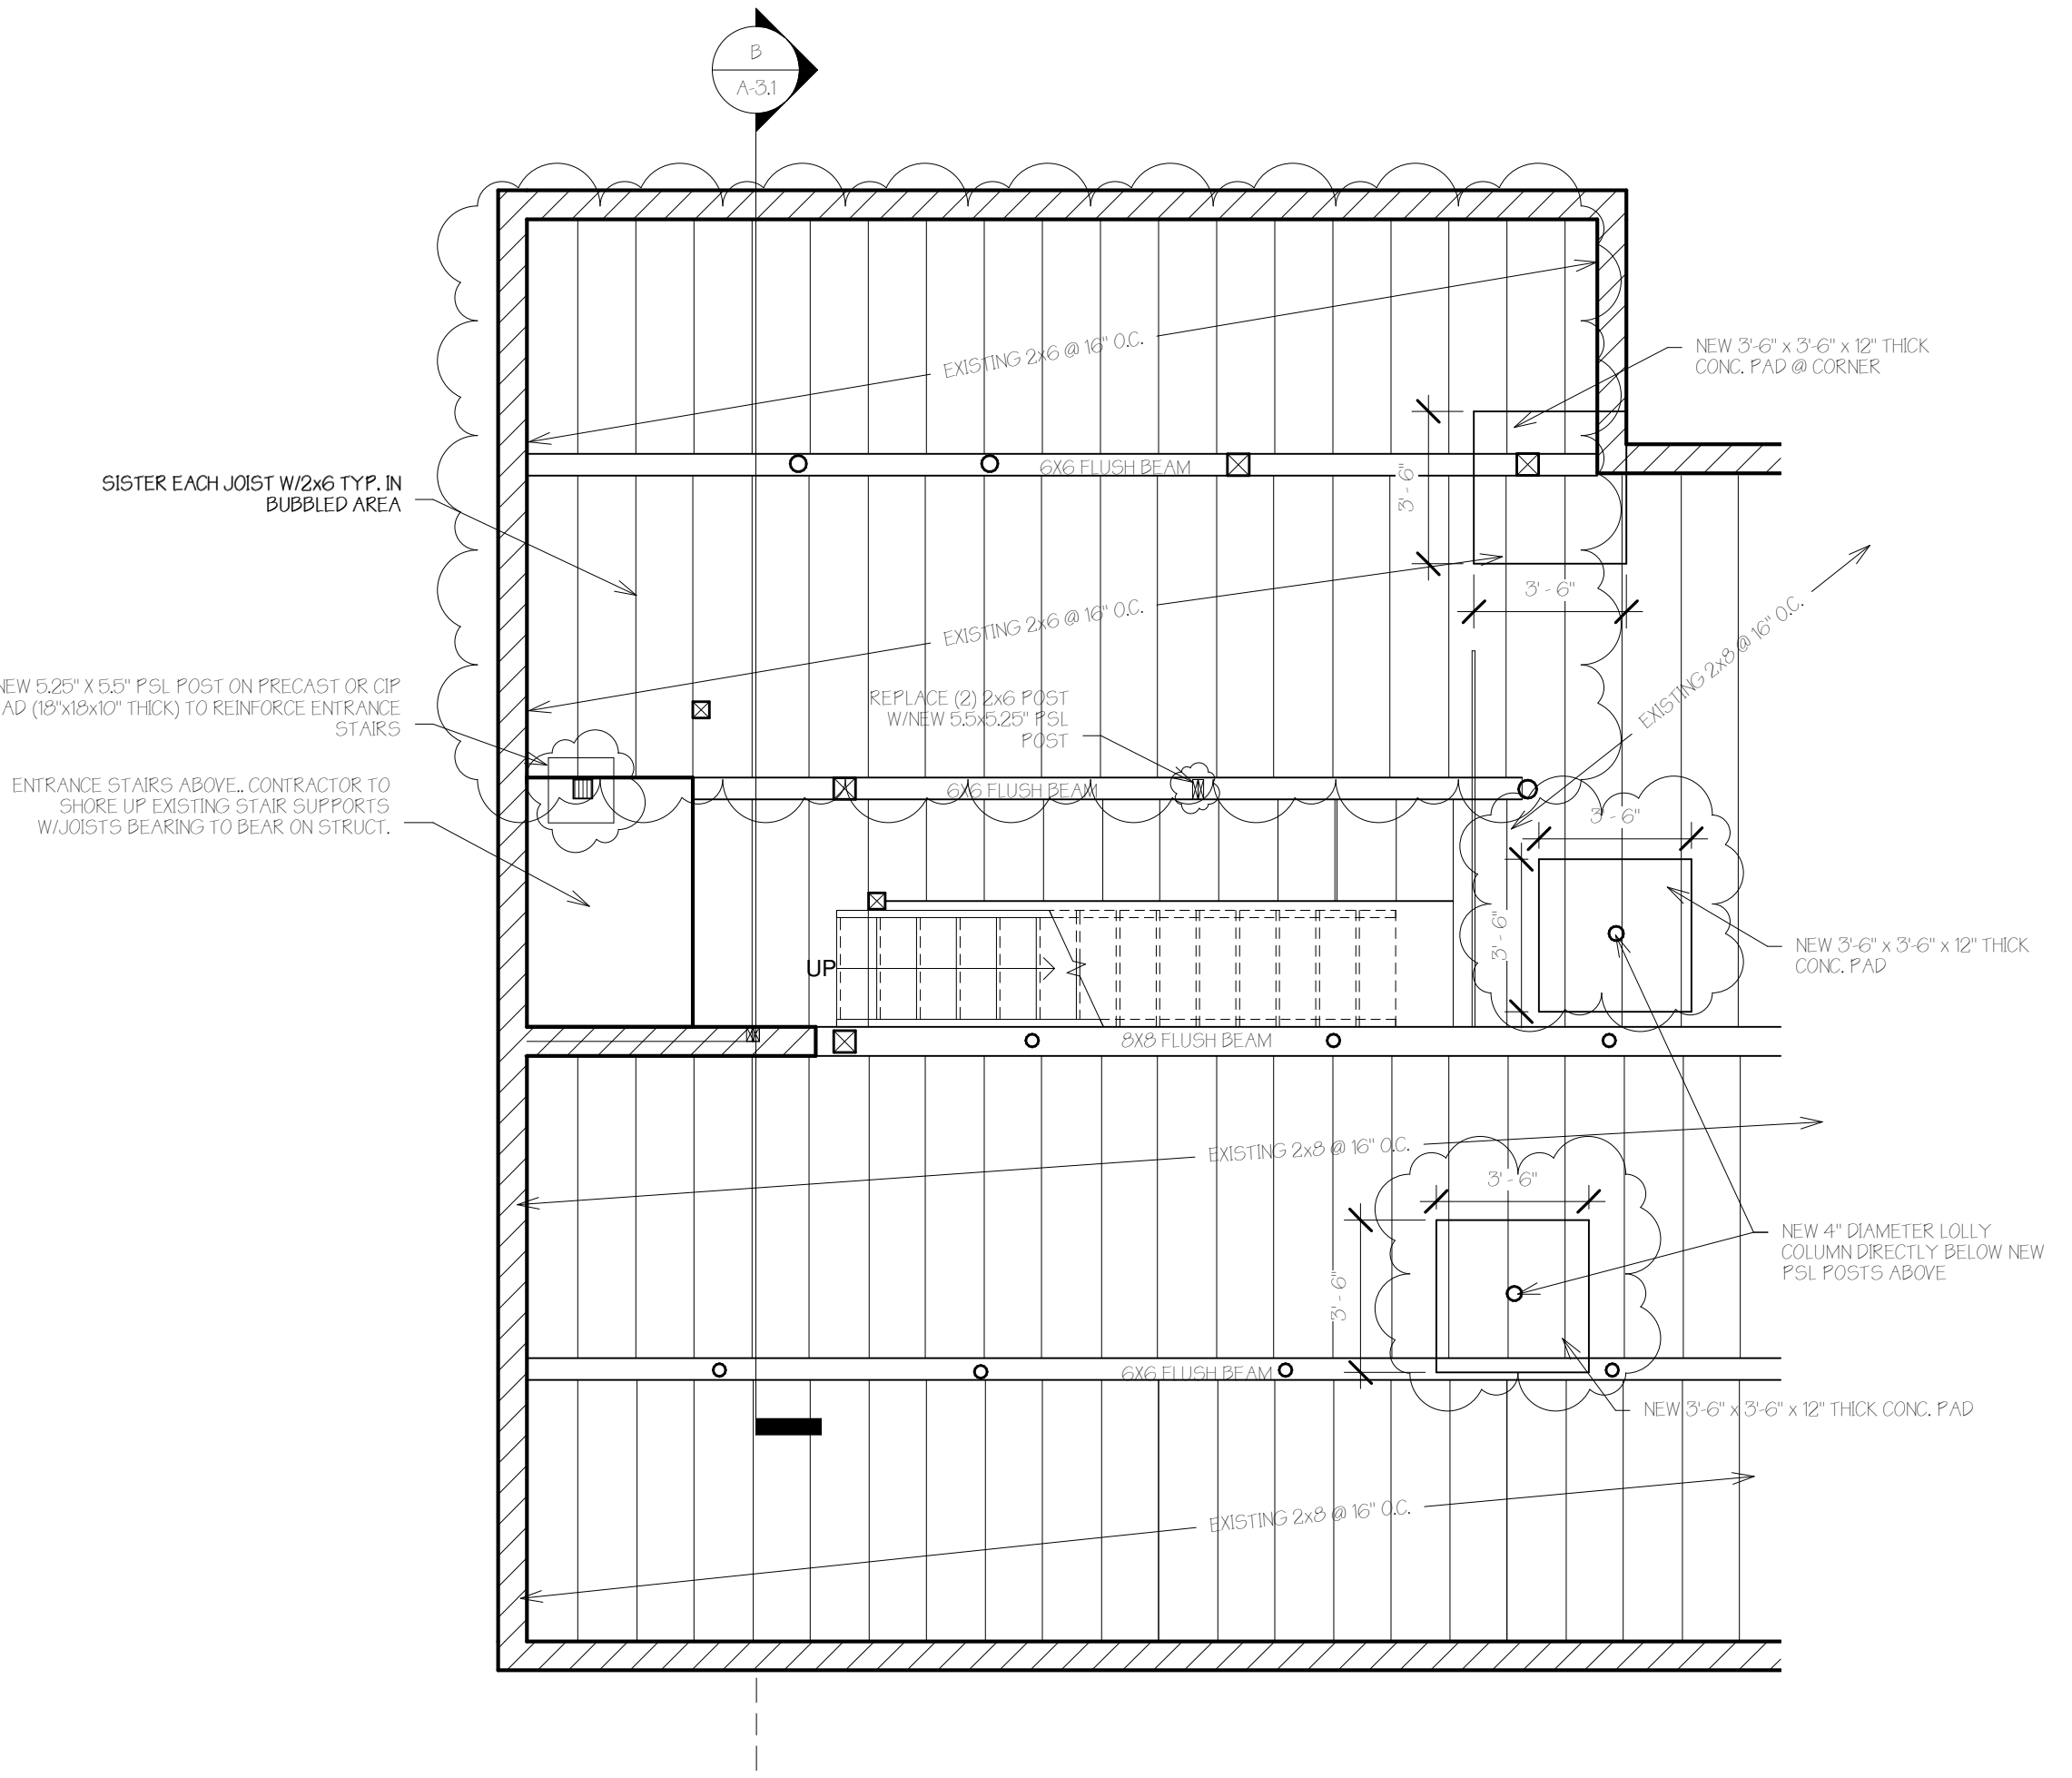 B
A-3.1
EXISTING 2x6 @ 16" O.C.
NEW 3'-6" x 3'-6" x 12" THICK
CONC. PAD @ CORNER
6X6 FLUSH BEAM
3' - 6"
SISTER EACH JOIST W/2x6 TYP. IN
BUBBLED AREA
3' - 6"
EXISTING 2x6 @ 16" O.C.
EXISTING 2x8 @ 16" O.C.
NEW 5.25" X 5.5" PSL POST ON PRECAST OR CIP
AD (18"x18x10" THICK) TO REINFORCE ENTRANCE
STAIRS
REPLACE (2) 2x6 POST
W/NEW 5.5x5.25" PSL
POST
ENTRANCE STAIRS ABOVE.. CONTRACTOR TO
SHORE UP EXISTING STAIR SUPPORTS
W/JOISTS BEARING TO BEAR ON STRUCT.
6X6 FLUSH BEAM
3' - 6"
3' - 6"
NEW 3'-6" x 3'-6" x 12" THICK
CONC. PAD
UP
8X8 FLUSH BEAM
EXISTING 2x8 @ 16" O.C.
3' - 6"
3' - 6"
NEW 4" DIAMETER LOLLY
COLUMN DIRECTLY BELOW NEW
PSL POSTS ABOVE
6X6 FLUSH BEAM
NEW 3'-6" x 3'-6" x 12" THICK CONC. PAD
EXISTING 2x8 @ 16" O.C.